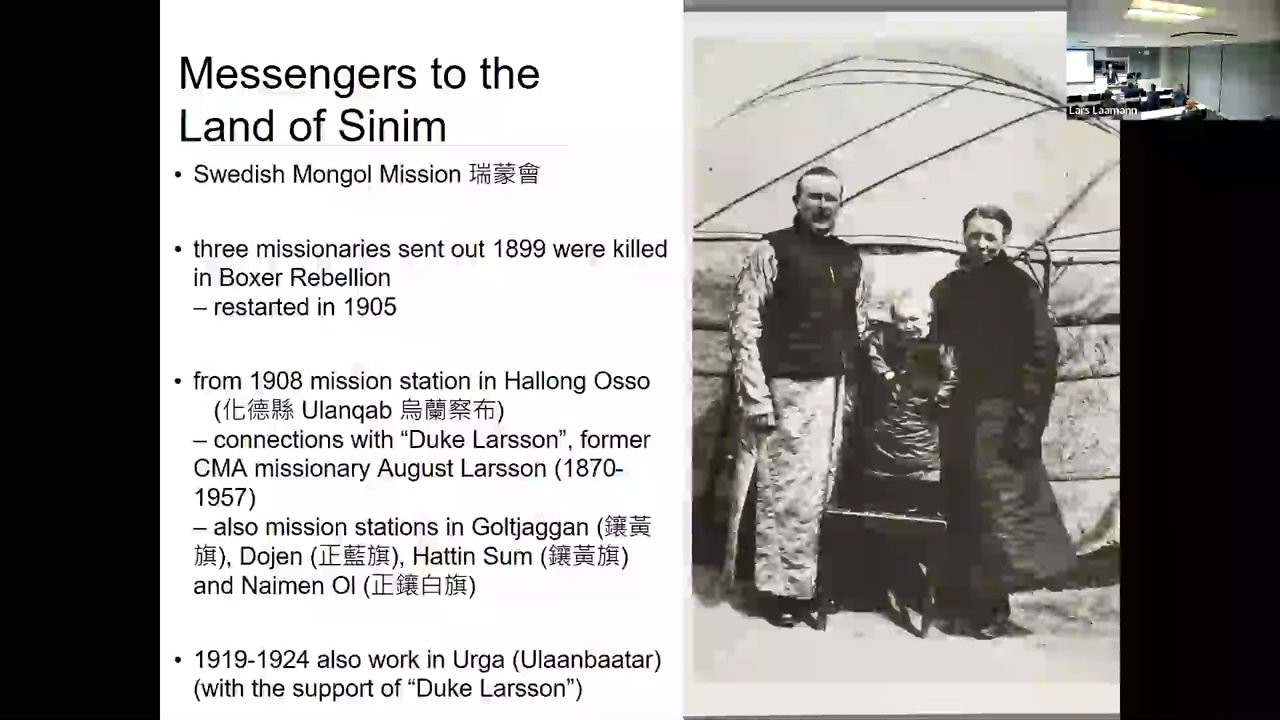 Messengers to the
Land of Sinim
• Swedish Mongol Mission 瑞蒙會
• three missionaries sent out 1899 were killed
in Boxer Rebellion
– restarted in 1905
• from 1908 mission station in Hallong Osso
(化德縣 Ulanqab 烏蘭察布)
– connections with “Duke Larsson”, former
CMA missionary August Larsson (1870-
1957)
– also mission stations in Goltjaggan (鑲黃
旗), Dojen (正藍旗), Hattin Sum (鑲黃旗)
and Naimen Ol (正鑲白旗)
• 1919-1924 also work in Urga (Ulaanbaatar)
(with the support of “Duke Larsson”)
Lars Laamann